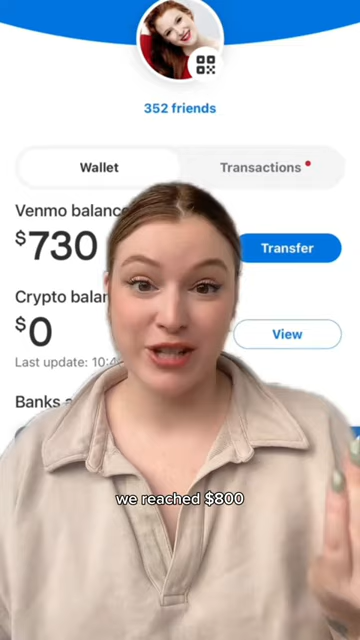 352 friends
Wallet
Transactions
Venmo balance
$730
Transfer
Crypto balan
$0
View
Last update: 10:4
Banks a
we reached $800